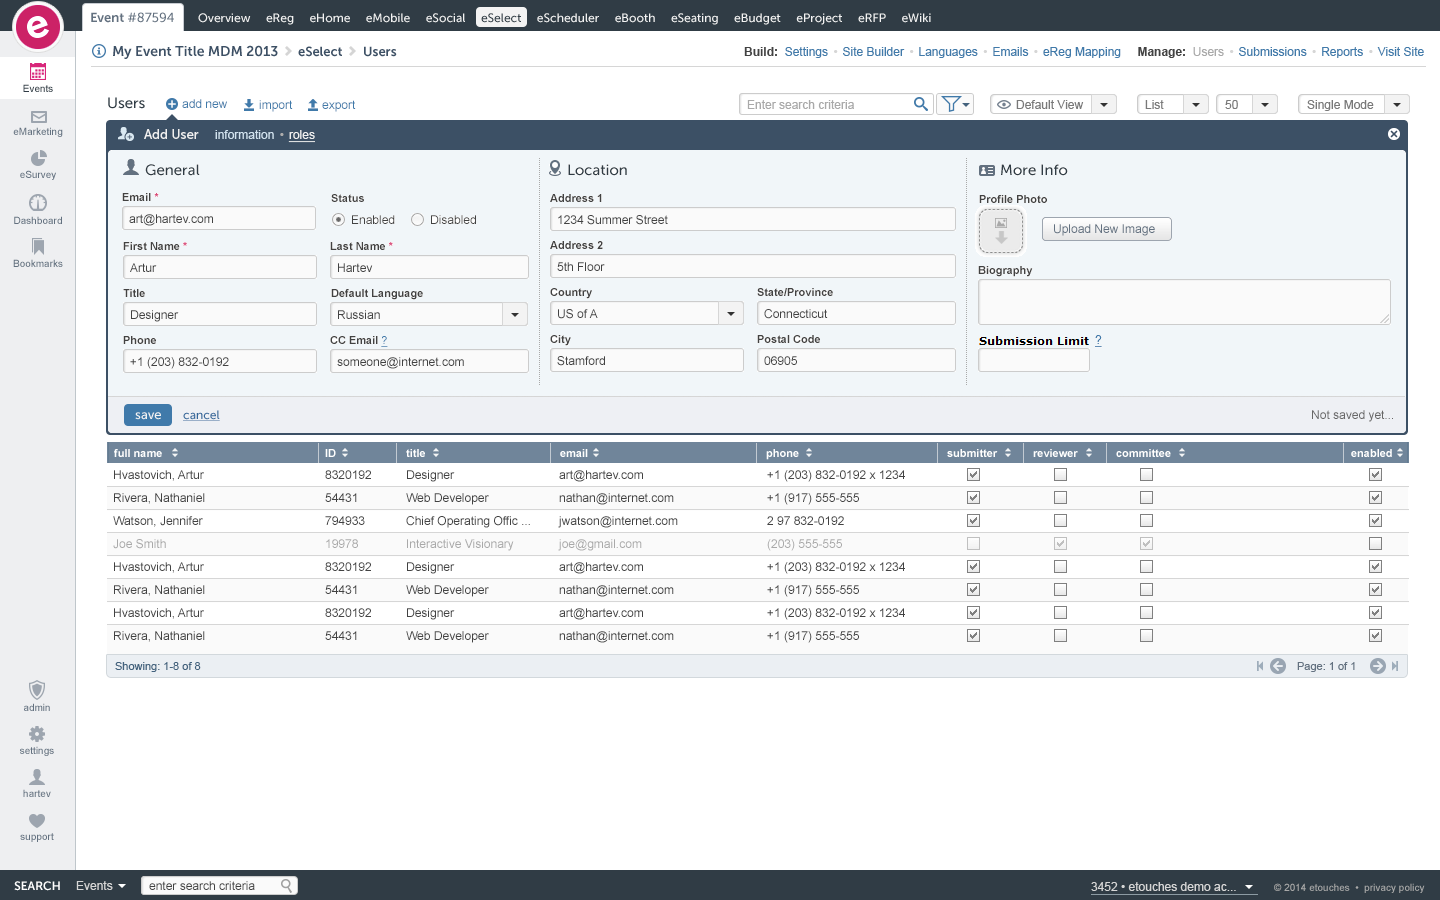 e Event #87594 Overview eReg eHome eMobile eSocial eSelect eScheduler eBooth eSeating eBudget eProject eRFP eWiki
My Event Title MDM 2013 eSelect Users Build: Settings • Site Builder • Languages • Emails • eReg Mapping Manage: Users • Submissions • Reports • Visit Site
Events
eMarketing
eSurvey
Dashboard
Bookmarks
admin
settings
hartev
support
Users add new import export Enter search criteria Default View List 50 Single Mode
Add User information • roles
General
Email * Status
art@hartev.com Enabled Disabled
First Name * Last Name *
Artur Hartev
Title Default Language
Designer Russian
Phone CC Email ?
+1 (203) 832-0192 someone@internet.com
Location
Address 1
1234 Summer Street
Address 2
5th Floor
Country State/Province
US of A Connecticut
City Postal Code
Stamford 06905
More Info
Profile Photo
Upload New Image
Biography
Submission Limit ?
save cancel Not saved yet...
full name ID title email phone submitter reviewer committee enabled
Hvastovich, Artur 8320192 Designer art@hartev.com +1 (203) 832-0192 x 1234
Rivera, Nathaniel 54431 Web Developer nathan@internet.com +1 (917) 555-555
Watson, Jennifer 794933 Chief Operating Offic ... jwatson@internet.com 2 97 832-0192
Joe Smith 19978 Interactive Visionary joe@gmail.com (203) 555-555
Hvastovich, Artur 8320192 Designer art@hartev.com +1 (203) 832-0192 x 1234
Rivera, Nathaniel 54431 Web Developer nathan@internet.com +1 (917) 555-555
Hvastovich, Artur 8320192 Designer art@hartev.com +1 (203) 832-0192 x 1234
Rivera, Nathaniel 54431 Web Developer nathan@internet.com +1 (917) 555-555
Showing: 1-8 of 8 Page: 1 of 1
SEARCH Events enter search criteria 3452 • etouches demo ac... © 2014 etouches • privacy policy